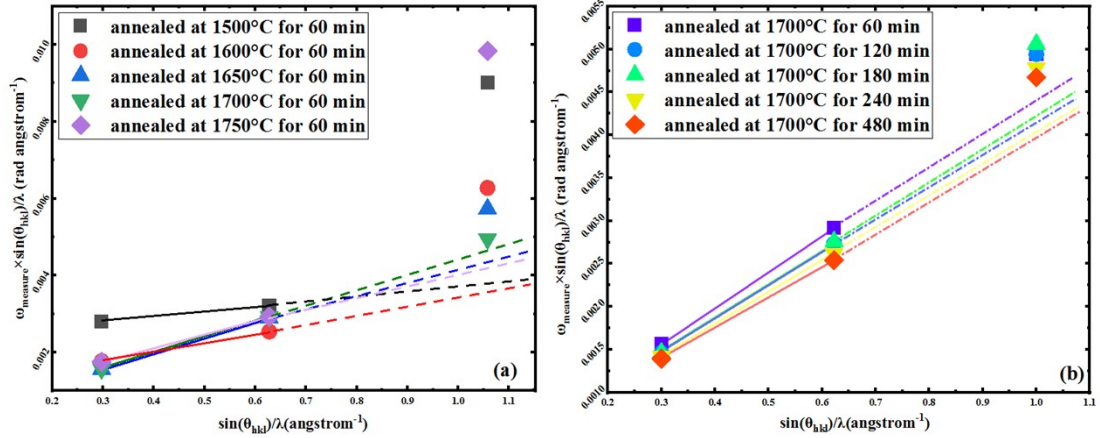 annealed at 1500°C for 60 min
annealed at 1600°C for 60 min
annealed at 1650°C for 60 min
annealed at 1700°C for 60 min
annealed at 1750°C for 60 min
ω_measure×sin(θ_hkl)/λ (rad angstrom⁻¹)
0.010
0.008
0.006
0.004
0.002
(a)
0.2 0.3 0.4 0.5 0.6 0.7 0.8 0.9 1.0 1.1
sin(θ_hkl)/λ(angstrom⁻¹)
annealed at 1700°C for 60 min
annealed at 1700°C for 120 min
annealed at 1700°C for 180 min
annealed at 1700°C for 240 min
annealed at 1700°C for 480 min
ω_measure×sin(θ_hkl)/λ (rad angstrom⁻¹)
0.0055
0.0050
0.0045
0.0040
0.0035
0.0030
0.0025
0.0020
0.0015
0.0010
(b)
0.2 0.3 0.4 0.5 0.6 0.7 0.8 0.9 1.0 1.1
sin(θ_hkl)/λ(angstrom⁻¹)